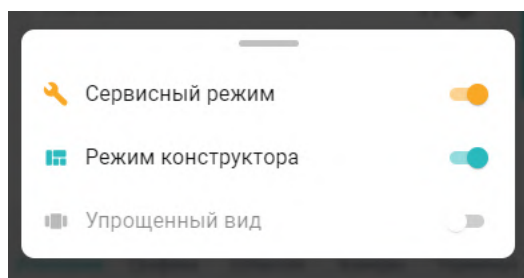 Сервисный режим
Режим конструктора
Упрощенный вид